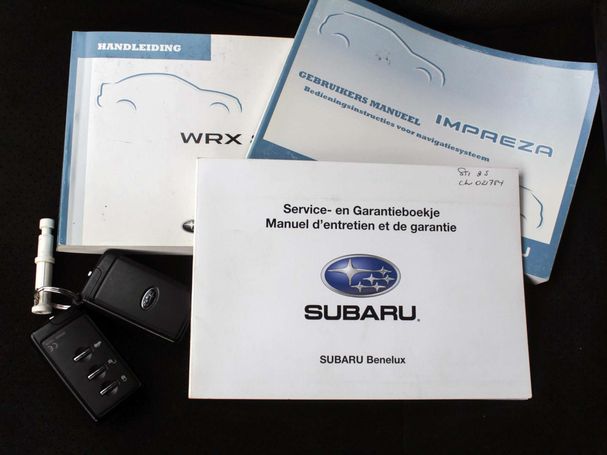 HANDLEIDING
WRX
GEBRUIKERS MANUEEL
IMPREZA
Bedieningsinstructies voor navigatiesysteem
Service- en Garantieboekje
Manuel d'entretien et de garantie
SUBARU
SUBARU Benelux